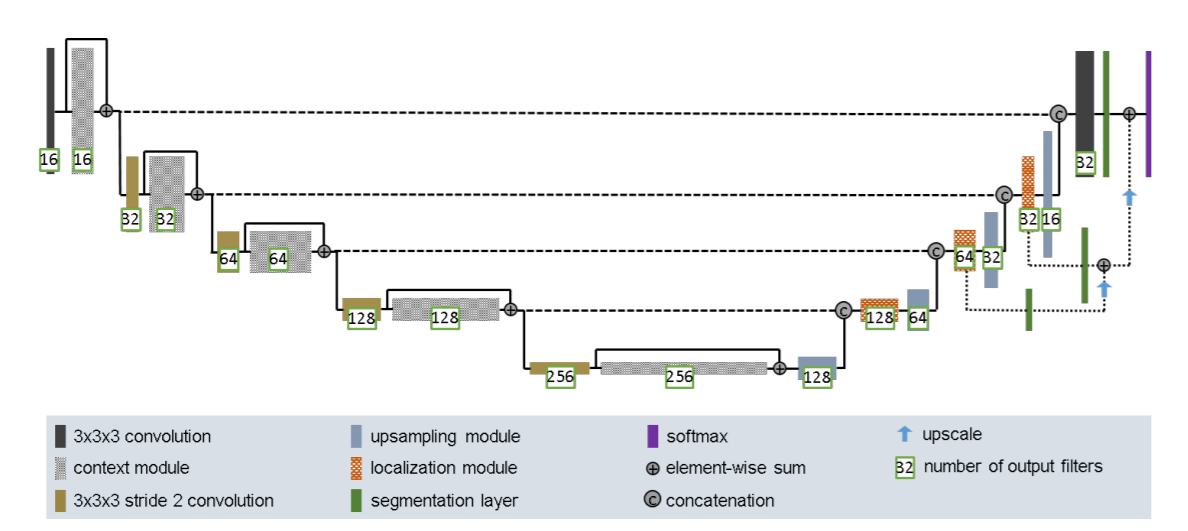 16
16
32
32
32
64
64
128
128
256
256
128
C
128
64
C
64
32
C
32
16
C
32
3x3x3 convolution
context module
3x3x3 stride 2 convolution
upsampling module
localization module
segmentation layer
softmax
element-wise sum
C concatenation
upscale
32 number of output filters